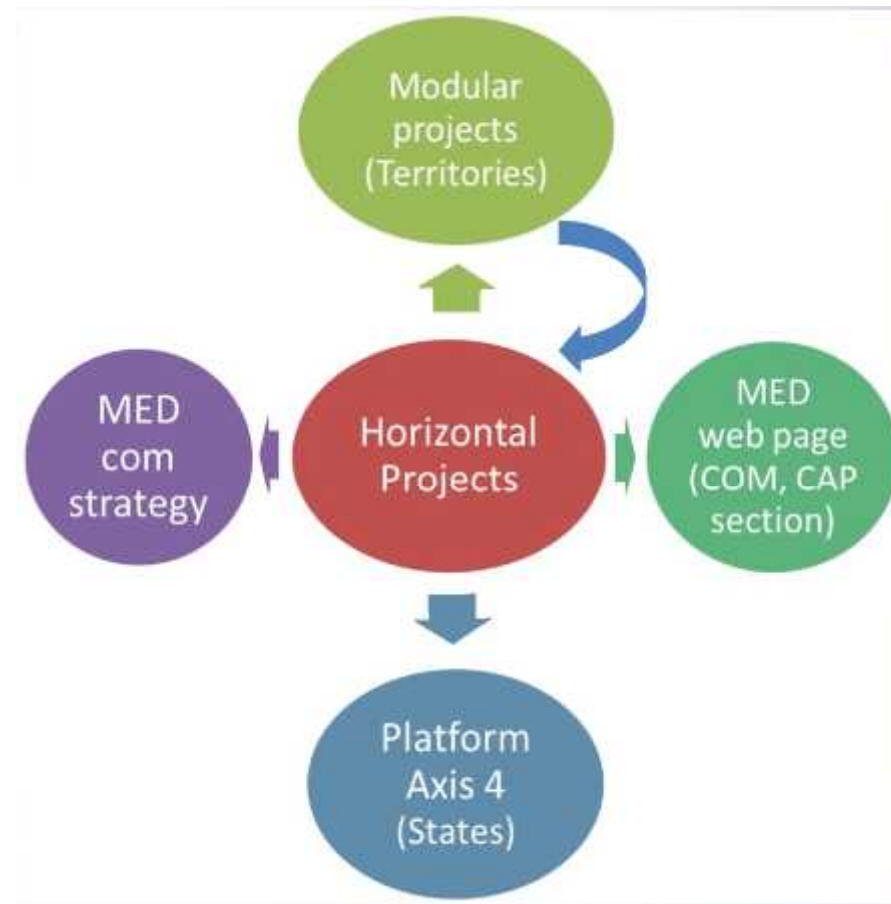 Modular
projects
(Territories)
MED
com
strategy
Horizontal
Projects
MED
web page
(COM, CAP
section)
Platform
Axis 4
(States)